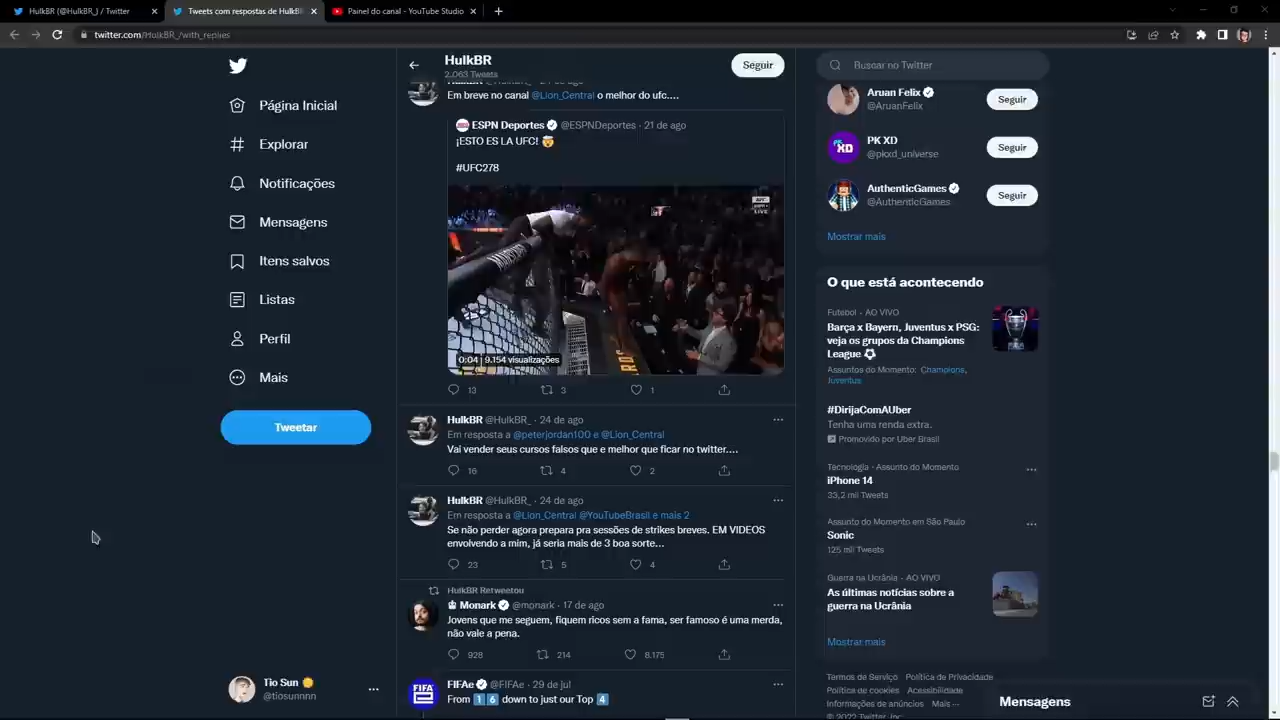 HulkBR (@HulkBR_) / Twitter
Tweets com respostas de HulkBR
Painel do canal - YouTube Studio
twitter.com/HulkBR_/with_replies
HulkBR
2.063 Tweets
Seguir
Página Inicial
Explorar
Notificações
Mensagens
Itens salvos
Listas
Perfil
Mais
Tweetar
Tio Sun
@tiosunnnn
Em breve no canal @Lion_Central o melhor do ufc....
ESPN Deportes @ESPNDeportes · 21 de ago
¡ESTO ES LA UFC! 🤯
#UFC278
LIVE
0:04 | 9.154 visualizações
13 3 1
HulkBR @HulkBR_ · 24 de ago
Em resposta a @peterjordan100 e @Lion_Central
Vai vender seus cursos falsos que e melhor que ficar no twitter....
16 4 2
HulkBR @HulkBR_ · 24 de ago
Em resposta a @Lion_Central @YouTubeBrasil e mais 2
Se não perder agora prepara pra sessões de strikes breves. EM VIDEOS
envolvendo a mim, já seria mais de 3 boa sorte...
23 5 4
HulkBR Retweetou
Monark @monark · 17 de ago
Jovens que me seguem, fiquem ricos sem a fama, ser famoso é uma merda,
não vale a pena.
928 214 8.175
FIFAe @FIFAe · 29 de jul
From 1 6 down to just our Top 4
Buscar no Twitter
Aruan Felix
@AruanFelix
Seguir
PK XD
@pkxd_universe
Seguir
AuthenticGames
@AuthenticGames
Seguir
Mostrar mais
O que está acontecendo
Futebol · AO VIVO
Barça x Bayern, Juventus x PSG:
veja os grupos da Champions
League ⚽
Assuntos do Momento: Champions,
Juventus
#DirijaComAUber
Tenha uma renda extra.
Promovido por Uber Brasil
Tecnologia · Assunto do Momento
iPhone 14
33,2 mil Tweets
Assunto do Momento em São Paulo
Sonic
125 mil Tweets
Guerra na Ucrânia · AO VIVO
As últimas notícias sobre a
guerra na Ucrânia
Mostrar mais
Termos de Serviço Política de Privacidade
Política de cookies Acessibilidade
Informações de anúncios Mais ···
© 2022 Twitter, Inc.
Mensagens